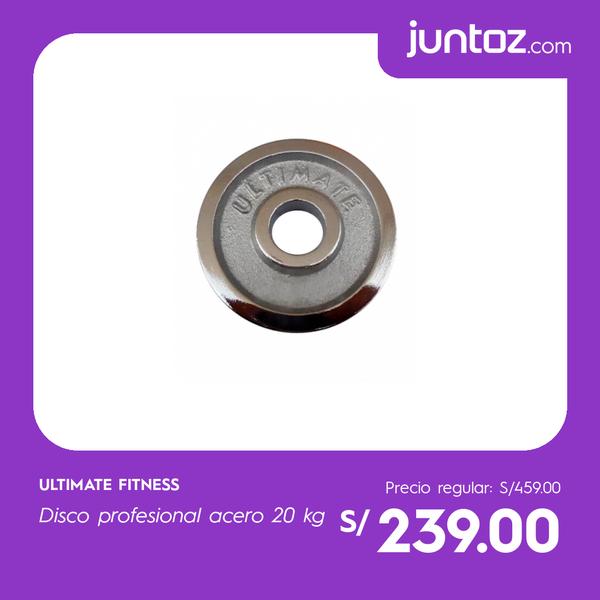 juntoz.com
ULTIMATE
ULTIMATE FITNESS
Precio regular: S/459.00
Disco profesional acero 20 kg
S/ 239.00